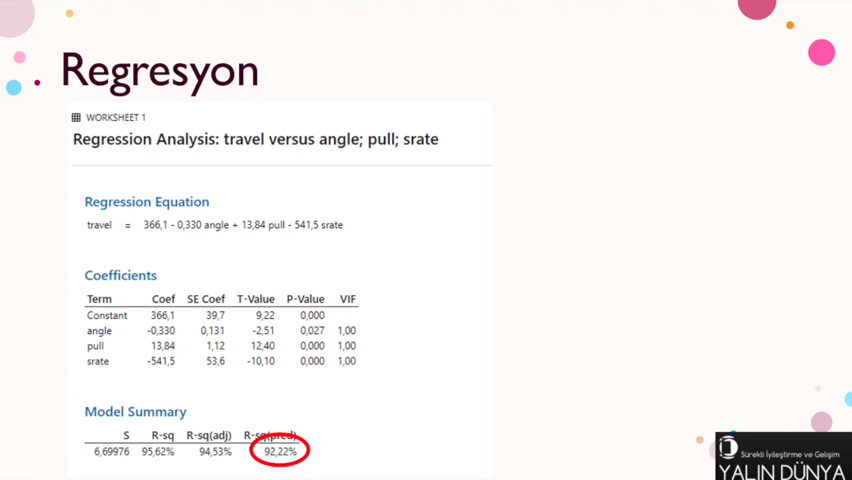 Regresyon
WORKSHEET 1
Regression Analysis: travel versus angle; pull; srate
Regression Equation
travel = 366,1 - 0,330 angle + 13,84 pull - 541,5 srate
Coefficients
Term Coef SE Coef T-Value P-Value VIF
Constant 366,1 39,7 9,22 0,000
angle -0,330 0,131 -2,51 0,027 1,00
pull 13,84 1,12 12,40 0,000 1,00
srate -541,5 53,6 -10,10 0,000 1,00
Model Summary
S R-sq R-sq(adj) R-sq(pred)
6,69976 95,62% 94,53% 92,22%
Sürekli İyileştirme ve Gelişim
YALIN DÜNYA